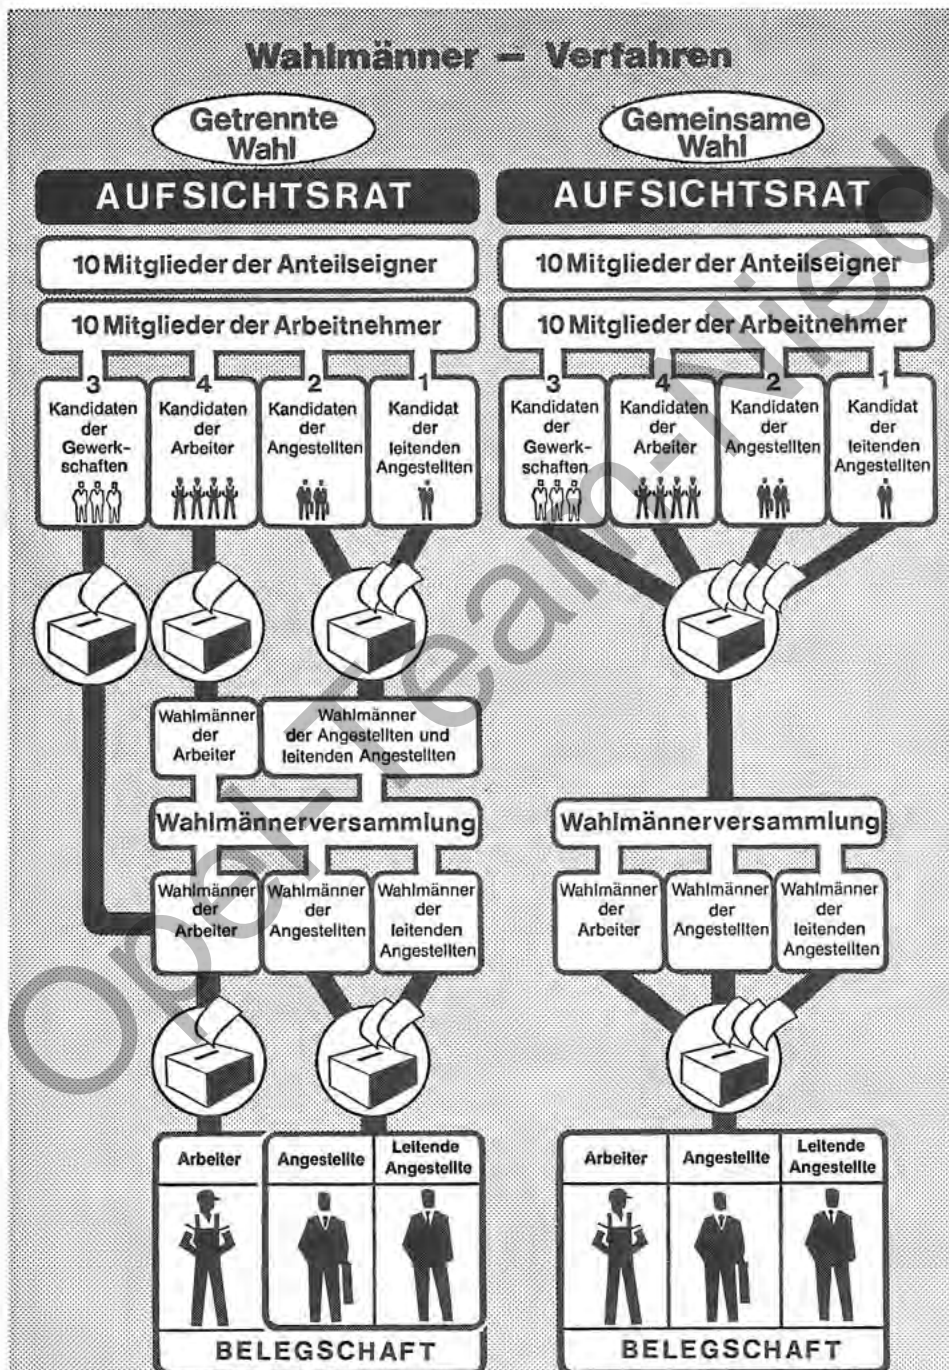 Wahlmänner – Verfahren
Getrennte
Wahl
AUFSICHTSRAT
10 Mitglieder der Anteilseigner
10 Mitglieder der Arbeitnehmer
3
Kandidaten
der
Gewerk-
schaften
4
Kandidaten
der
Arbeiter
2
Kandidaten
der
Angestellten
1
Kandidat
der
leitenden
Angestellten
Wahlmänner
der
Arbeiter
Wahlmänner
der Angestellten und
leitenden Angestellten
Wahlmännerversammlung
Wahlmänner
der
Arbeiter
Wahlmänner
der
Angestellten
Wahlmänner
der
leitenden
Angestellten
Arbeiter
Angestellte
Leitende
Angestellte
BELEGSCHAFT
Gemeinsame
Wahl
AUFSICHTSRAT
10 Mitglieder der Anteilseigner
10 Mitglieder der Arbeitnehmer
3
Kandidaten
der
Gewerk-
schaften
4
Kandidaten
der
Arbeiter
2
Kandidaten
der
Angestellten
1
Kandidat
der
leitenden
Angestellten
Wahlmännerversammlung
Wahlmänner
der
Arbeiter
Wahlmänner
der
Angestellten
Wahlmänner
der
leitenden
Angestellten
Arbeiter
Angestellte
Leitende
Angestellte
BELEGSCHAFT
Opel-Team-Niede